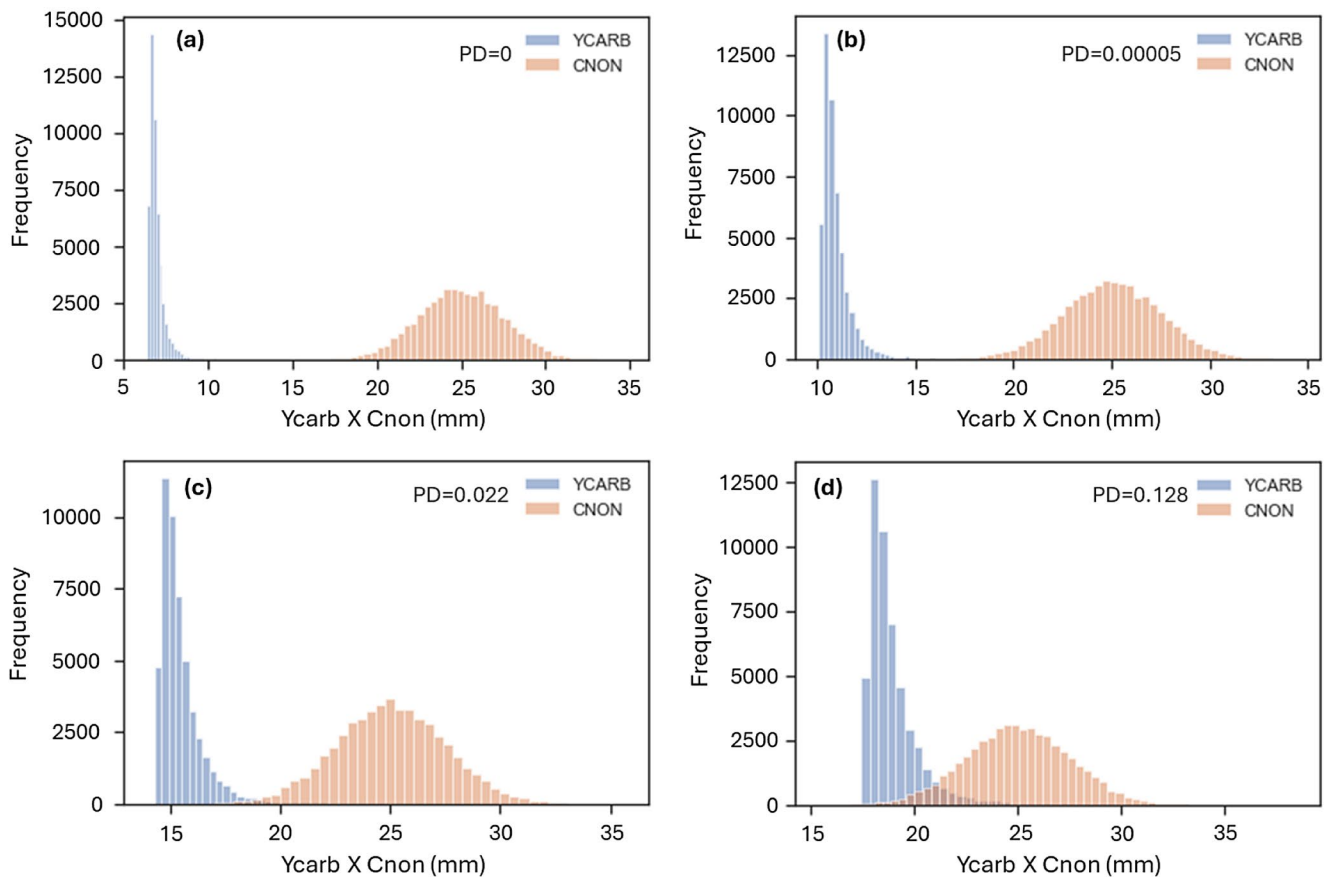 (a)
PD=0
YCARB
CNON
Frequency
15000
12500
10000
7500
5000
2500
0
5 10 15 20 25 30 35
Ycarb X Cnon (mm)
(b)
PD=0.00005
YCARB
CNON
Frequency
12500
10000
7500
5000
2500
0
10 15 20 25 30 35
Ycarb X Cnon (mm)
(c)
PD=0.022
YCARB
CNON
Frequency
10000
7500
5000
2500
0
15 20 25 30 35
Ycarb X Cnon (mm)
(d)
PD=0.128
YCARB
CNON
Frequency
12500
10000
7500
5000
2500
0
15 20 25 30 35
Ycarb X Cnon (mm)